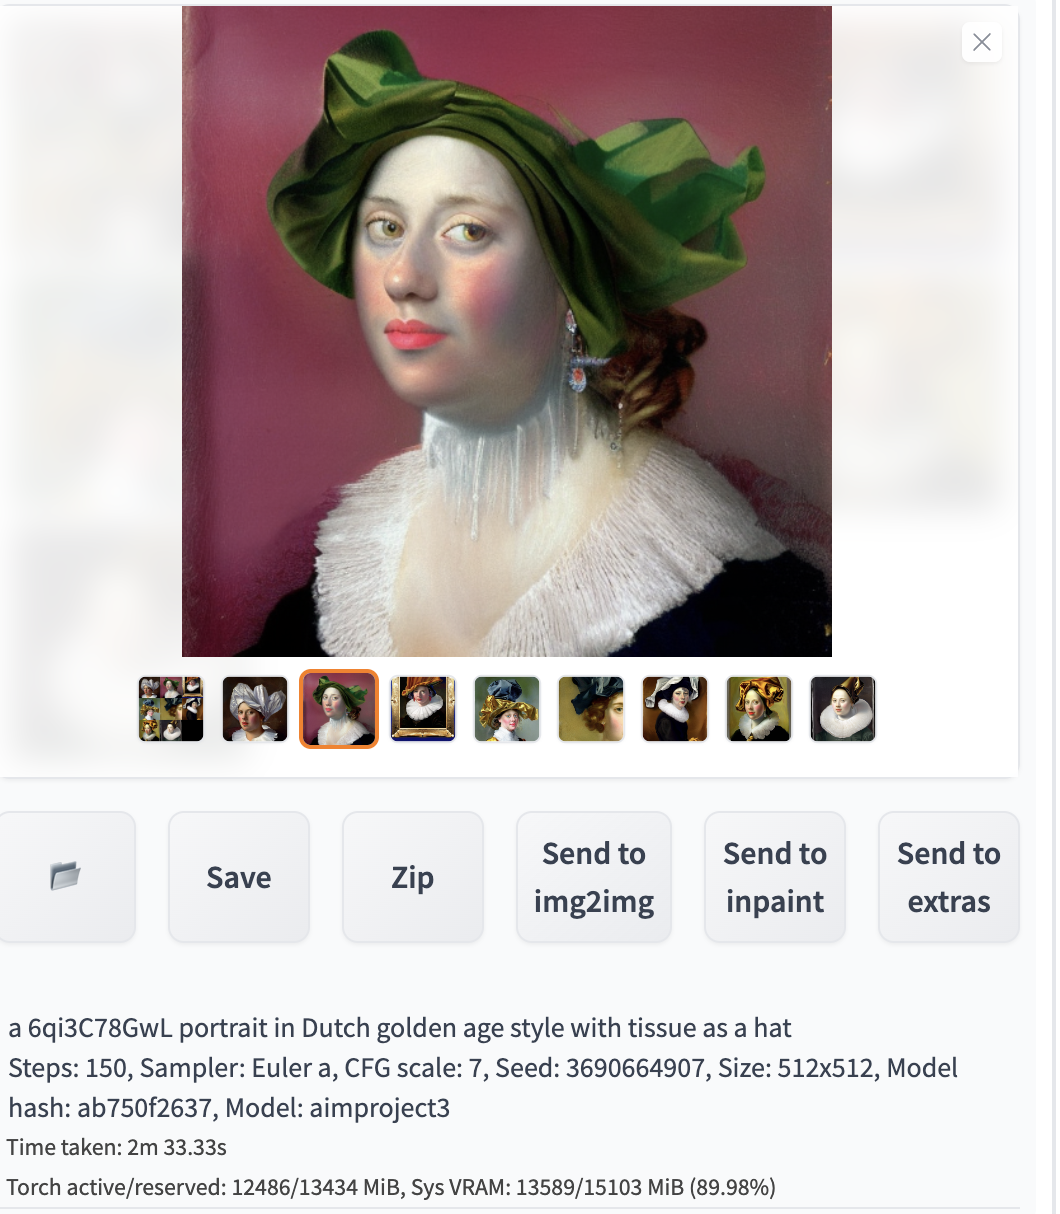 Save
Zip
Send to
img2img
Send to
inpaint
Send to
extras
a 6qi3C78GwL portrait in Dutch golden age style with tissue as a hat
Steps: 150, Sampler: Euler a, CFG scale: 7, Seed: 3690664907, Size: 512x512, Model
hash: ab750f2637, Model: aimproject3
Time taken: 2m 33.33s
Torch active/reserved: 12486/13434 MiB, Sys VRAM: 13589/15103 MiB (89.98%)